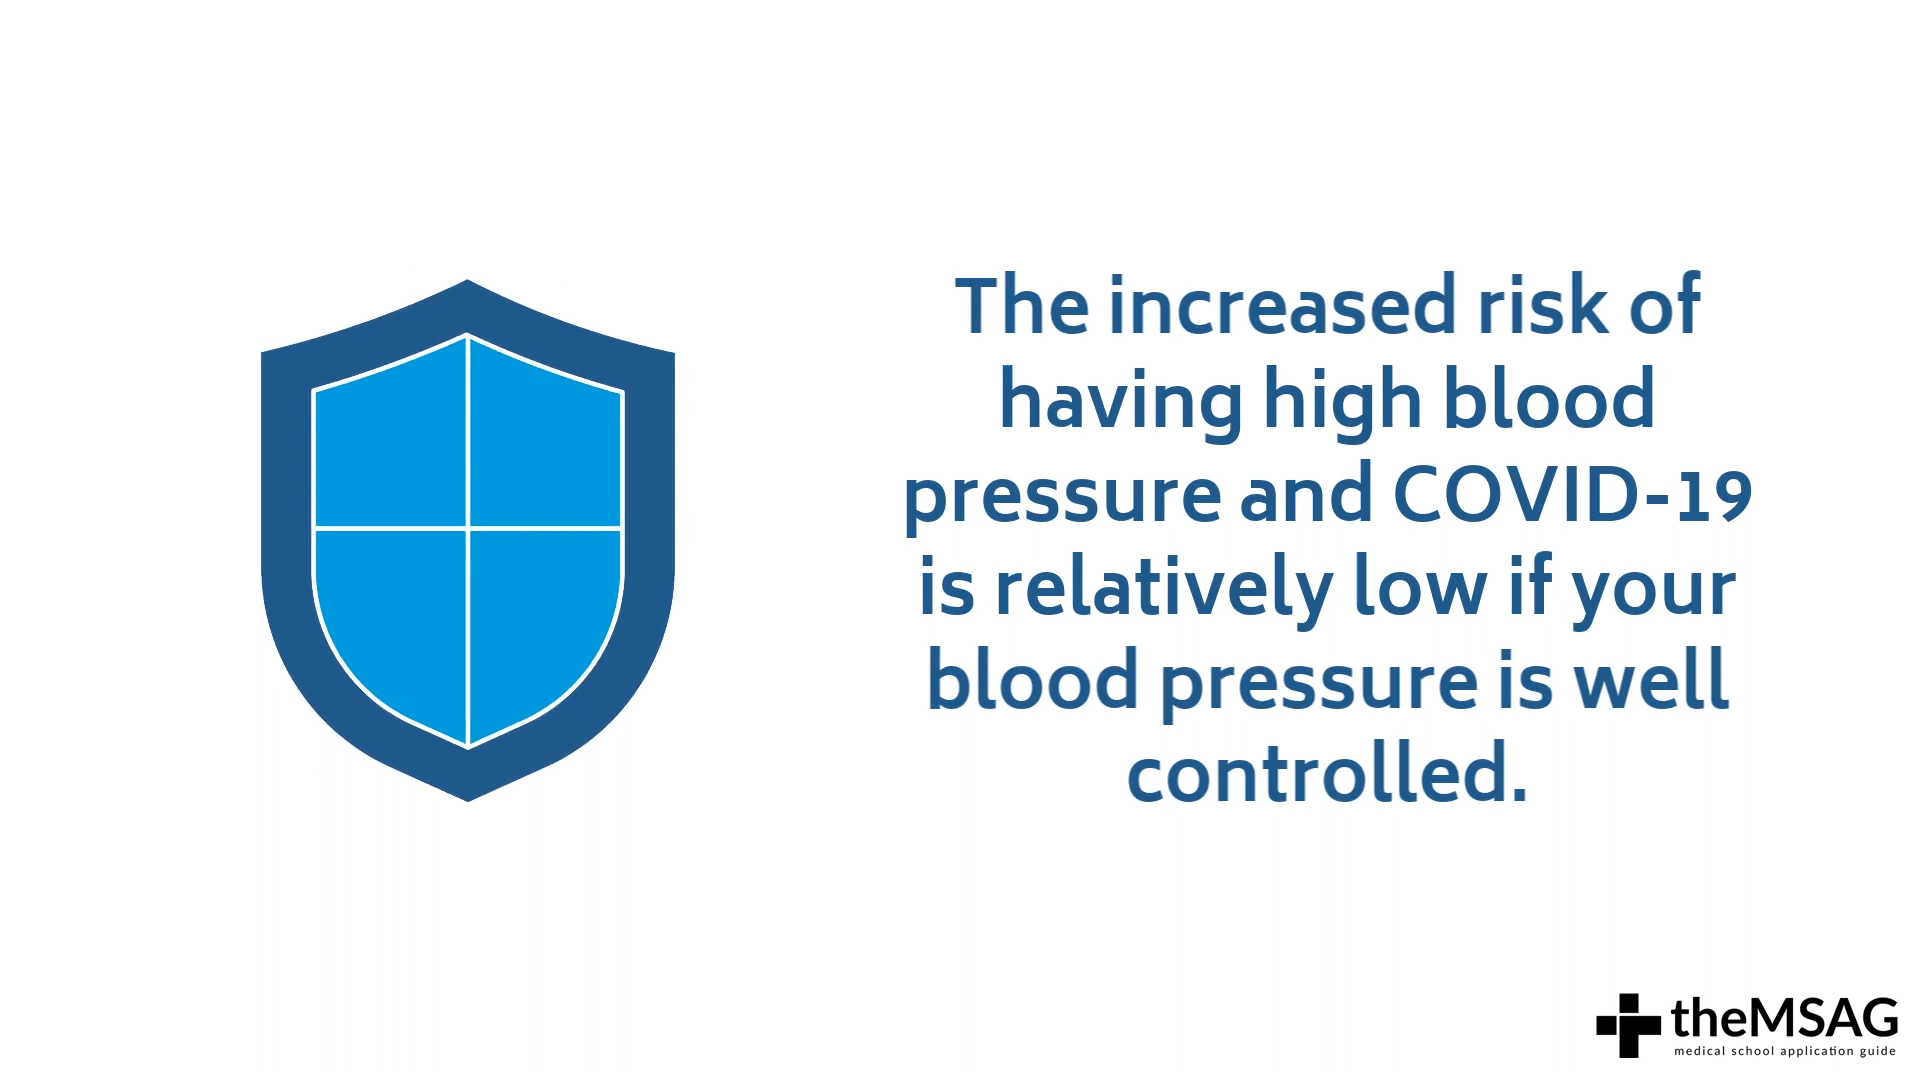 The increased risk of
having high blood
pressure and COVID-19
is relatively low if your
blood pressure is well
controlled.
theMSAG
medical school application guide